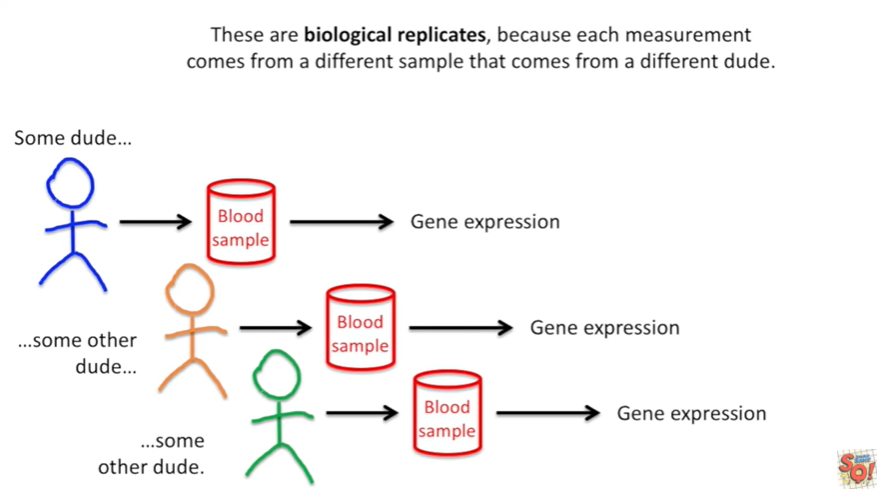 These are biological replicates, because each measurement
comes from a different sample that comes from a different dude.
Some dude...
Blood
sample
Gene expression
...some other
dude...
Blood
sample
Gene expression
...some
other dude.
Blood
sample
Gene expression
SQ!